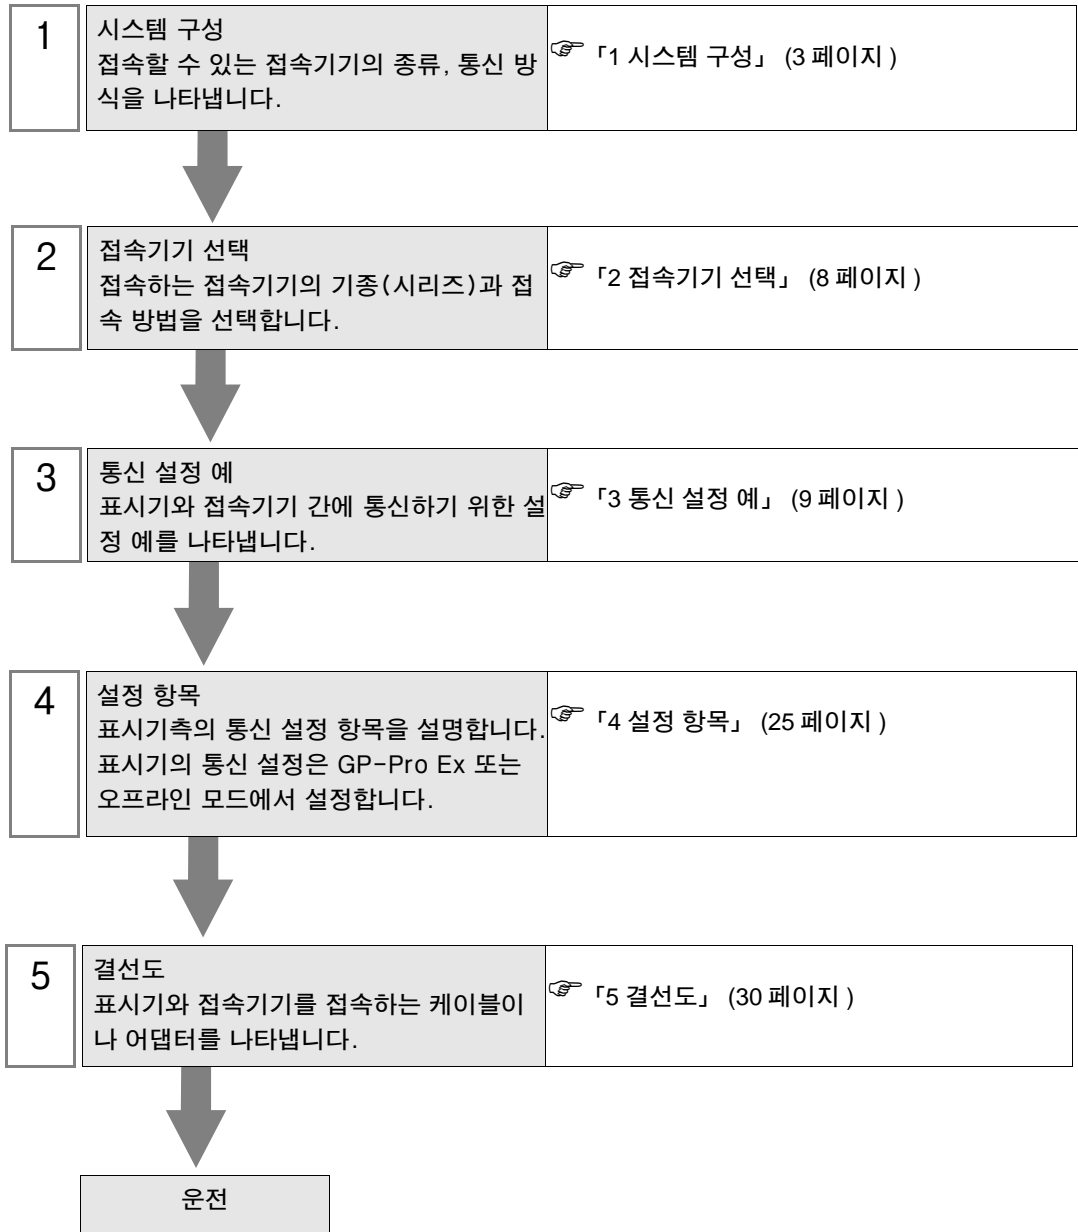 1
시스템 구성
접속할 수 있는 접속기기의 종류, 통신 방
식을 나타냅니다.
☞ 「1 시스템 구성」 (3 페이지 )
2
접속기기 선택
접속하는 접속기기의 기종(시리즈)과 접
속 방법을 선택합니다.
☞ 「2 접속기기 선택」 (8 페이지 )
3
통신 설정 예
표시기와 접속기기 간에 통신하기 위한 설
정 예를 나타냅니다.
☞ 「3 통신 설정 예」 (9 페이지 )
4
설정 항목
표시기측의 통신 설정 항목을 설명합니다.
표시기의 통신 설정은 GP-Pro Ex 또는
오프라인 모드에서 설정합니다.
☞ 「4 설정 항목」 (25 페이지 )
5
결선도
표시기와 접속기기를 접속하는 케이블이
나 어댑터를 나타냅니다.
☞ 「5 결선도」 (30 페이지 )
운전